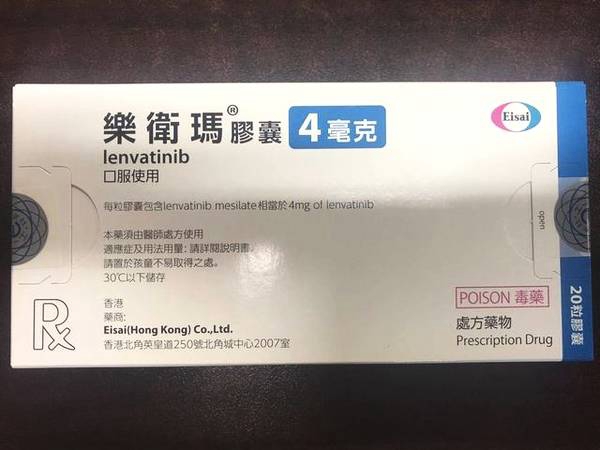 樂衛瑪®膠囊 4毫克
Eisai
lenvatinib
口服使用
每粒膠囊包含lenvatinib mesilate相當於4mg of lenvatinib
本藥須由醫師處方使用
適應症及用法用量：請詳閱說明書。
請置於孩童不易取得之處。
30℃以下儲存
open
Rx
香港
藥商：
Eisai(Hong Kong) Co.,Ltd.
香港北角英皇道250號北角城中心2007室
POISON 毒藥
處方藥物
Prescription Drug
20粒膠囊